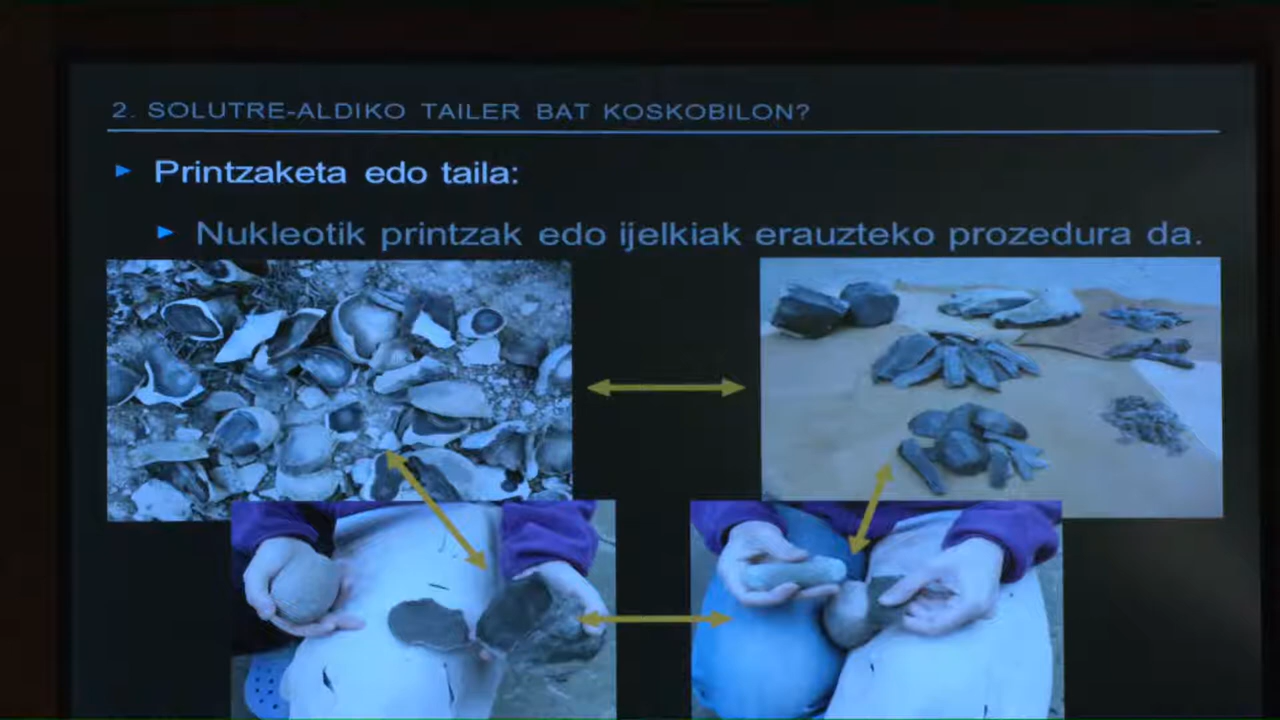 2. SOLUTRE-ALDIKO TAILER BAT KOSKOBILON?
Printzaketa edo taila:
Nukleotik printzak edo ijelkiak erauzteko prozedura da.